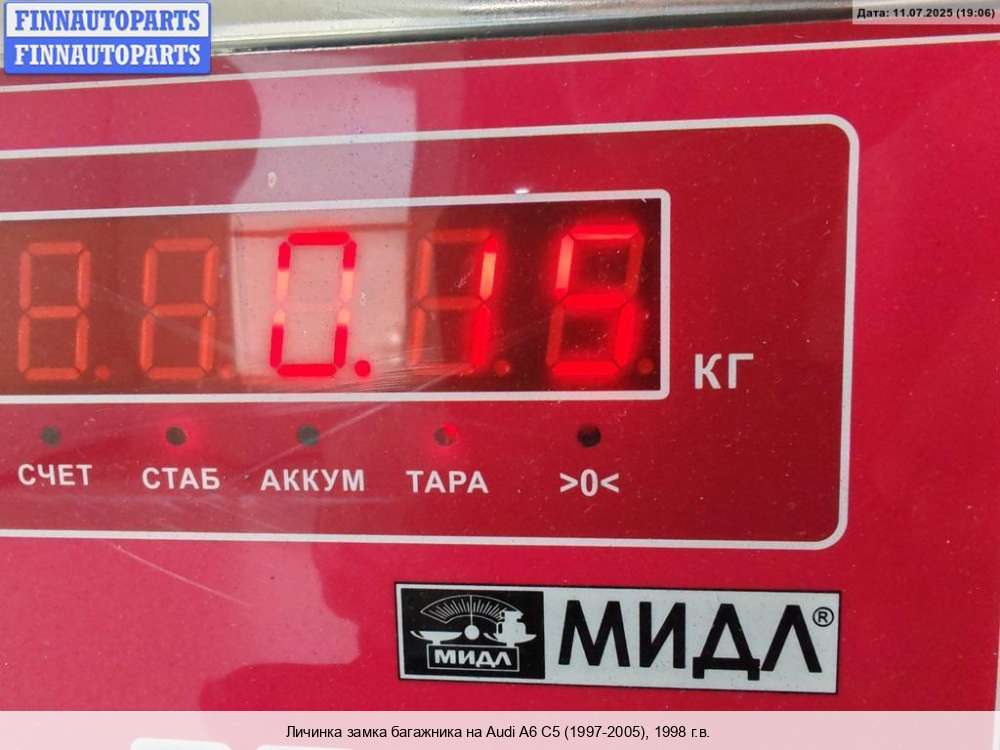 FINNAUTOPARTS
FINNAUTOPARTS
Дата: 11.07.2025 (19:06)
0.15
КГ
СЧЕТ СТАБ АККУМ ТАРА >0<
МИДЛ МИДЛ®
Личинка замка багажника на Audi A6 C5 (1997-2005), 1998 г.в.